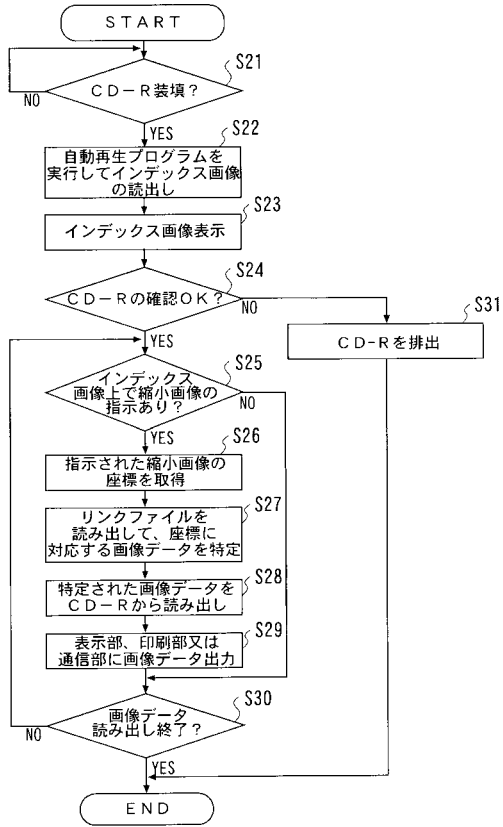 START
S21
CD-R装填?
NO
YES
S22
自動再生プログラムを
実行してインデックス画像
の読出し
S23
インデックス画像表示
S24
CD-Rの確認OK?
NO
YES
S31
CD-Rを排出
S25
インデックス
画像上で縮小画像の
指示あり?
NO
YES
S26
指示された縮小画像の
座標を取得
S27
リンクファイルを
読み出して、座標に
対応する画像データを特定
S28
特定された画像データを
CD-Rから読み出し
S29
表示部、印刷部又は
通信部に画像データ出力
S30
画像データ
読み出し終了?
NO
YES
END